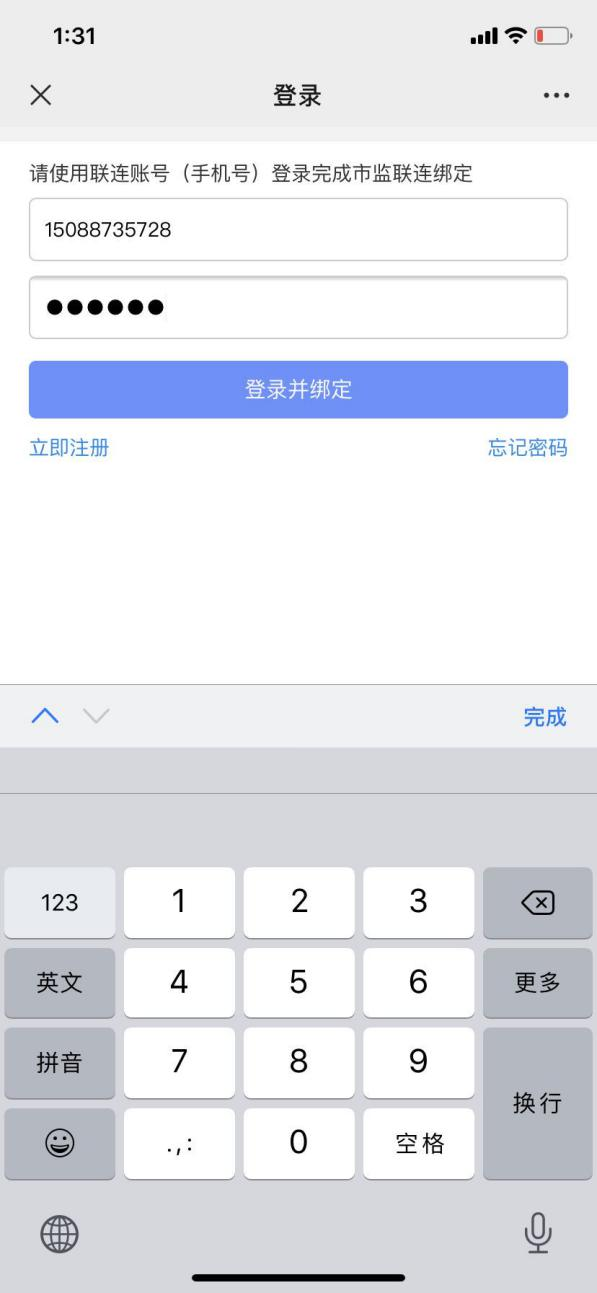 1:31
登录
请使用联连账号（手机号）登录完成市监联连绑定
15088735728
●●●●●●
登录并绑定
立即注册 忘记密码
完成
123 1 2 3
英文 4 5 6 更多
拼音 7 8 9
换行
.,: 0 空格